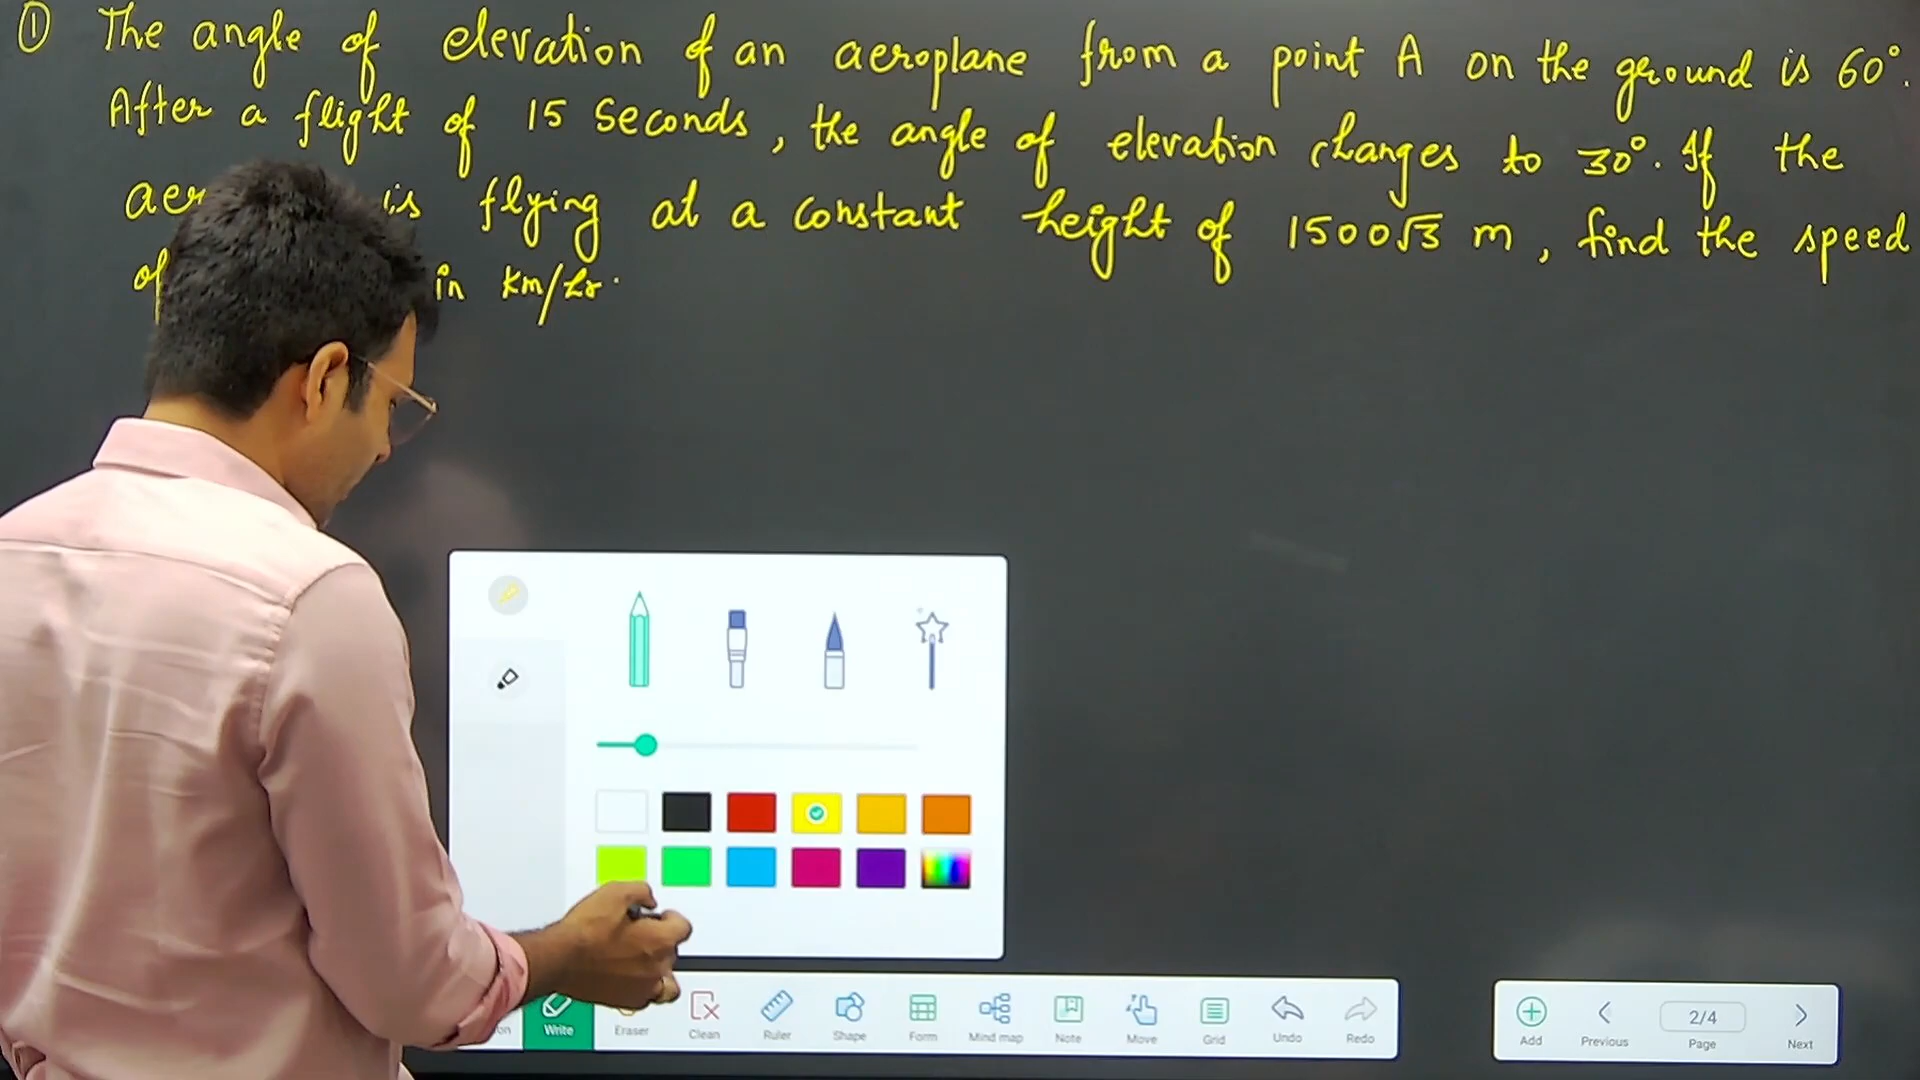 ① The angle of elevation of an aeroplane from a point A on the ground is 60°.
After a flight of 15 seconds, the angle of elevation changes to 30°. If the
aer is flying at a constant height of 1500√3 m, find the speed
of in km/hr.
Write Eraser Clean Ruler Shape Form Mind map Note Move Grid Undo Redo
Add Previous 2/4 Page Next